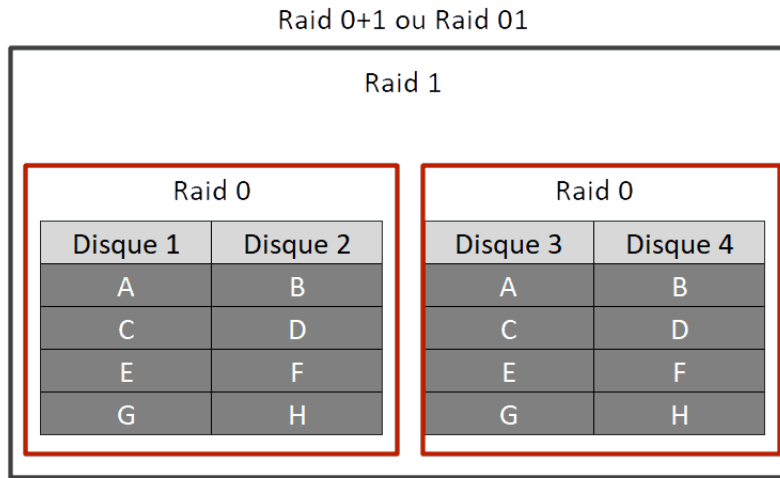 Raid 0+1 ou Raid 01
Raid 1
Raid 0 Raid 0
Disque 1 Disque 2 Disque 3 Disque 4
A B A B
C D C D
E F E F
G H G H